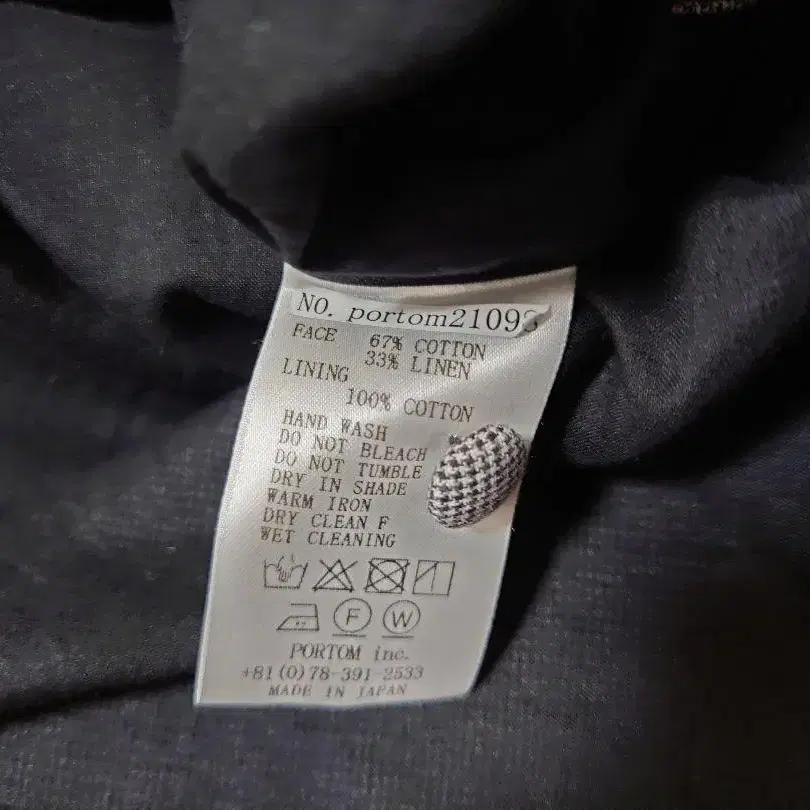 NO. portom21093
FACE 67% COTTON
33% LINEN
LINING
100% COTTON
HAND WASH
DO NOT BLEACH
DO NOT TUMBLE
DRY IN SHADE
WARM IRON
DRY CLEAN F
WET CLEANING
F W
PORTOM inc.
+81(0)78-391-2533
MADE IN JAPAN